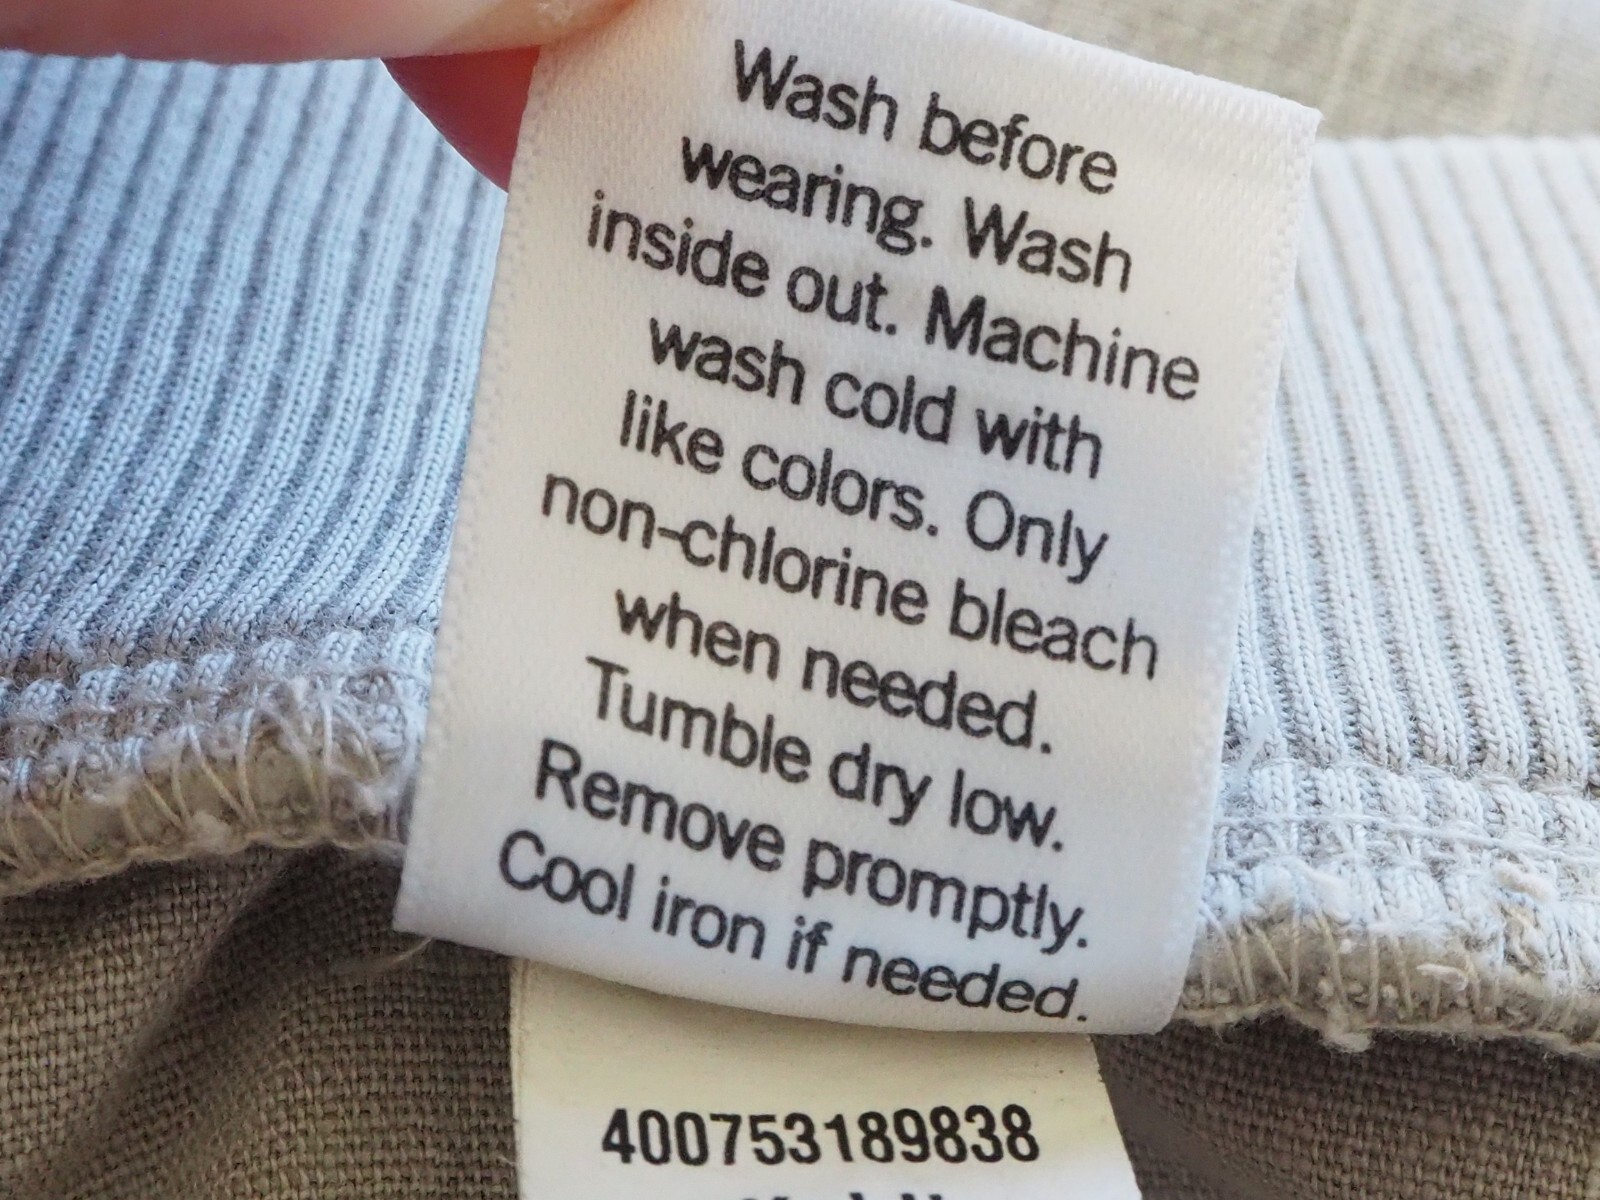 Wash before
wearing. Wash
inside out. Machine
wash cold with
like colors. Only
non-chlorine bleach
when needed.
Tumble dry low.
Remove promptly.
Cool iron if needed.
400753189838